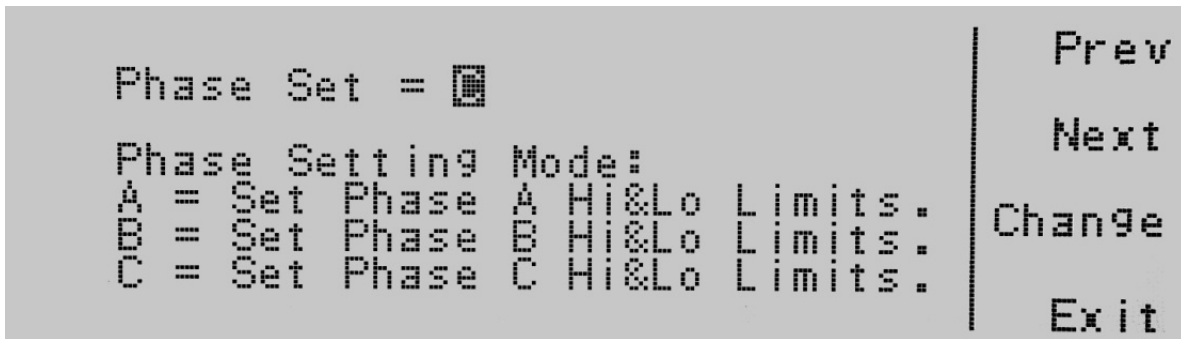 Phase Set =
Phase Setting Mode:
A = Set Phase A Hi&Lo Limits.
B = Set Phase B Hi&Lo Limits.
C = Set Phase C Hi&Lo Limits.
Prev
Next
Change
Exit